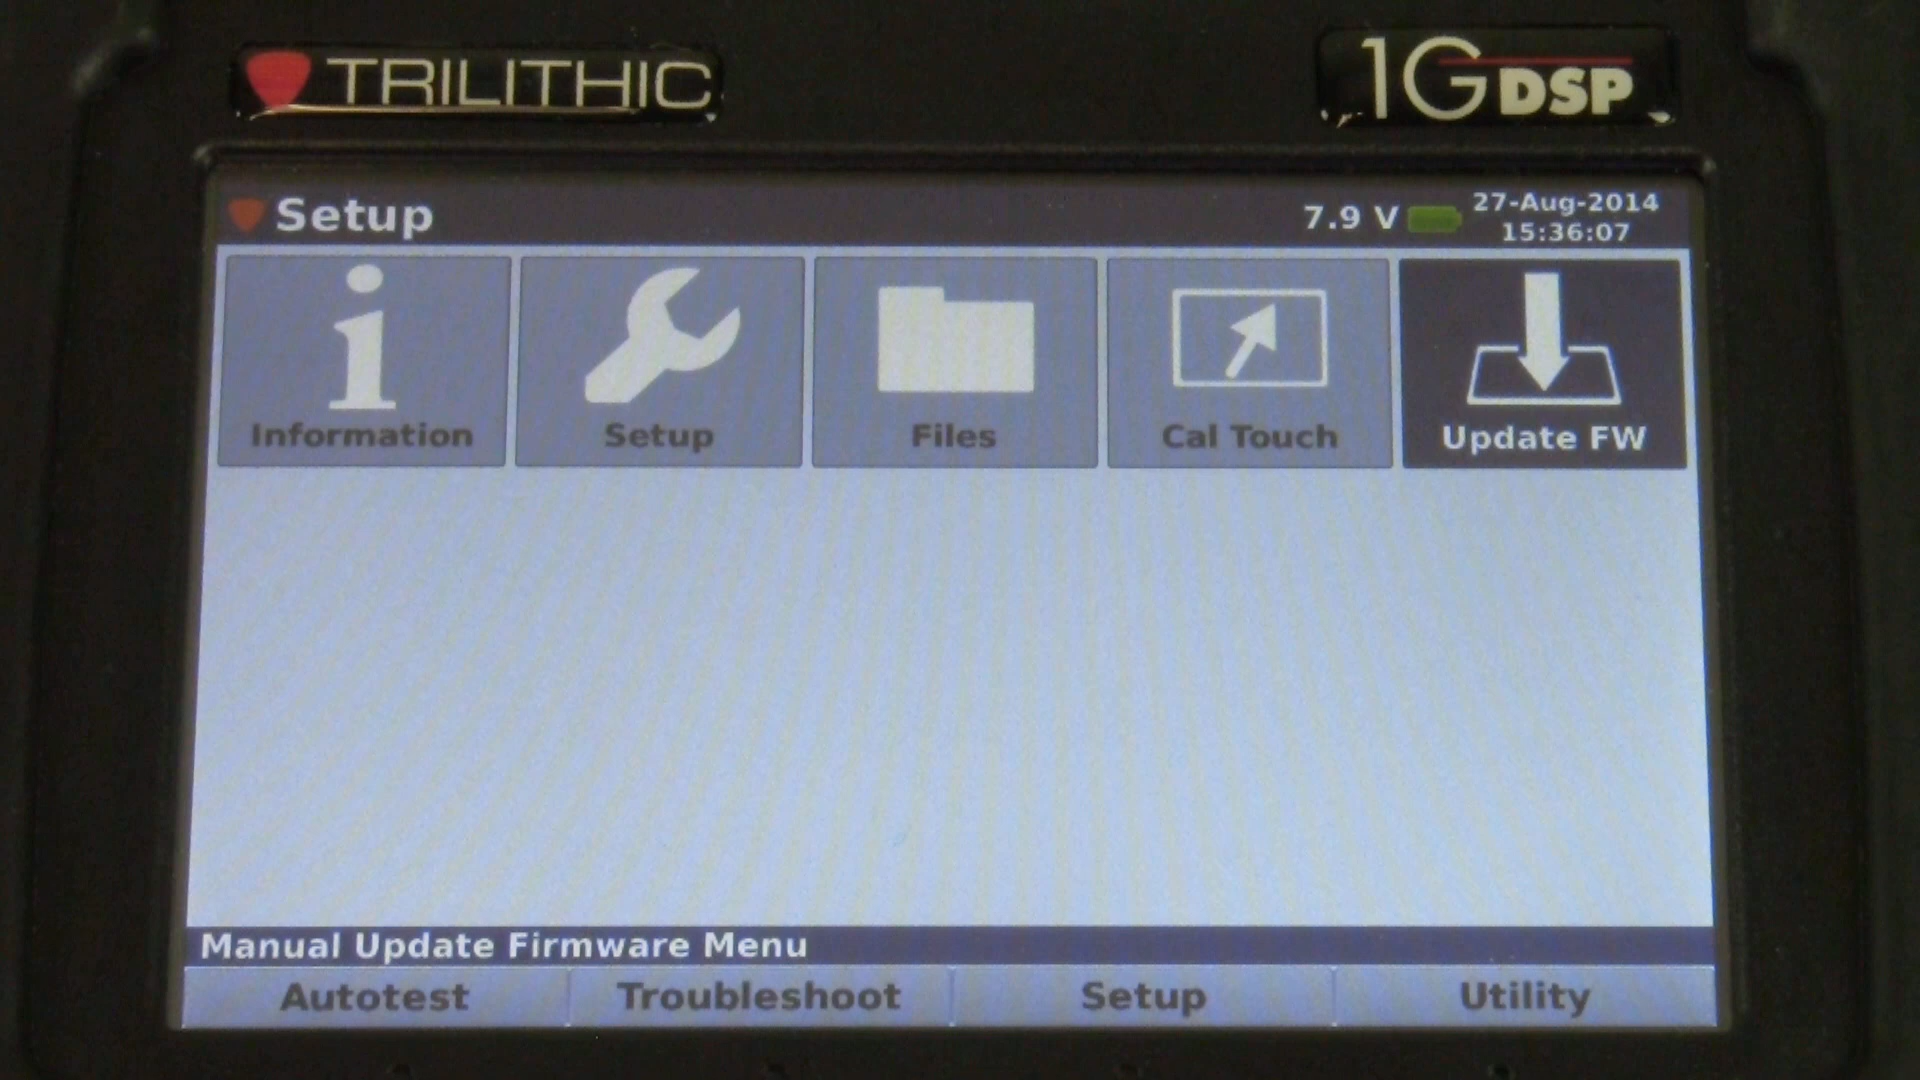 TRILITHIC
1G DSP
Setup
7.9 V
27-Aug-2014
15:36:07
Information
Setup
Files
Cal Touch
Update FW
Manual Update Firmware Menu
Autotest
Troubleshoot
Setup
Utility